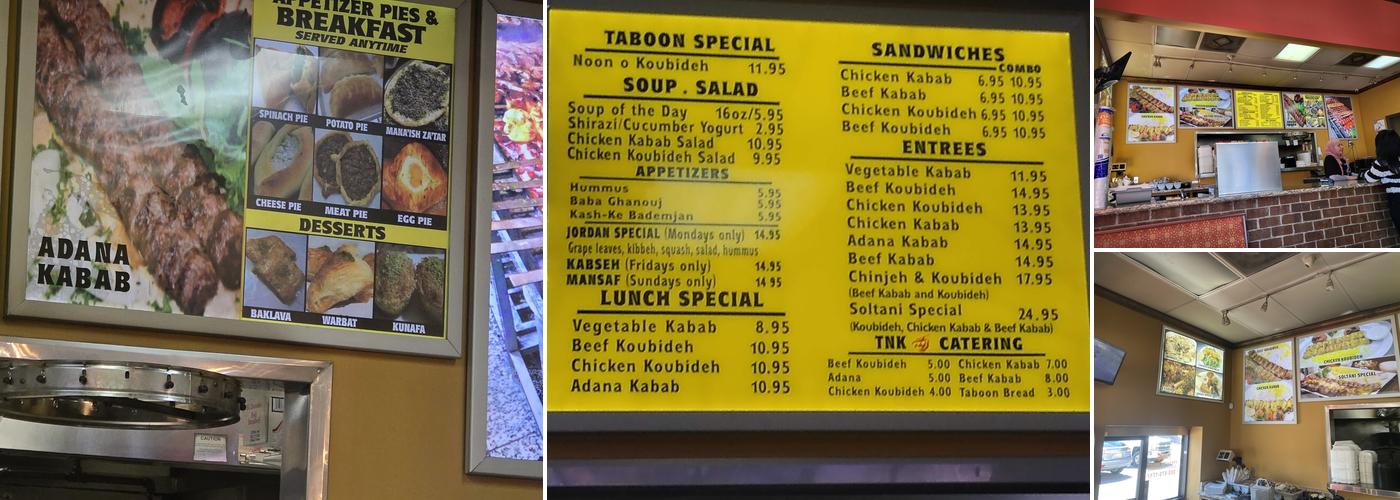 APPETIZER PIES &
BREAKFAST
SERVED ANYTIME
SPINACH PIE
POTATO PIE
MANA'ISH ZA'TAR
CHEESE PIE
MEAT PIE
EGG PIE
DESSERTS
BAKLAVA
WARBAT
KUNAFA
ADANA
KABAB
CAUTION
TABOON SPECIAL
Noon o Koubideh 11.95
SOUP . SALAD
Soup of the Day 16oz/5.95
Shirazi/Cucumber Yogurt 2.95
Chicken Kabab Salad 10.95
Chicken Koubideh Salad 9.95
APPETIZERS
Hummus 5.95
Baba Ghanouj 5.95
Kash-Ke Bademjan 5.95
JORDAN SPECIAL (Mondays only) 14.95
Grape leaves, kibbeh, squash, salad, hummus
KABSEH (Fridays only) 14.95
MANSAF (Sundays only) 14 95
LUNCH SPECIAL
Vegetable Kabab 8.95
Beef Koubideh 10.95
Chicken Koubideh 10.95
Adana Kabab 10.95
SANDWICHES
COMBO
Chicken Kabab 6.95 10.95
Beef Kabab 6.95 10.95
Chicken Koubideh 6.95 10.95
Beef Koubideh 6.95 10.95
ENTREES
Vegetable Kabab 11.95
Beef Koubideh 14.95
Chicken Koubideh 13.95
Chicken Kabab 13.95
Adana Kabab 14.95
Beef Kabab 14.95
Chinjeh & Koubideh 17.95
(Beef Kabab and Koubideh)
Soltani Special 24.95
(Koubideh, Chicken Kabab & Beef Kabab)
TNK CATERING
Beef Koubideh 5.00 Chicken Kabab 7.00
Adana 5.00 Beef Kabab 8.00
Chicken Koubideh 4.00 Taboon Bread 3.00
CHICKEN KOUBIDEH
SOLTANI SPECIAL
CHICKEN KABAB